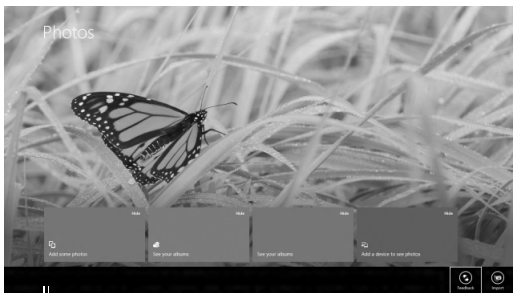 Photos
Hide
Hide
Hide
Hide
Add some photos
See your albums
See your albums
Add a device to see photos
Feedback
Import